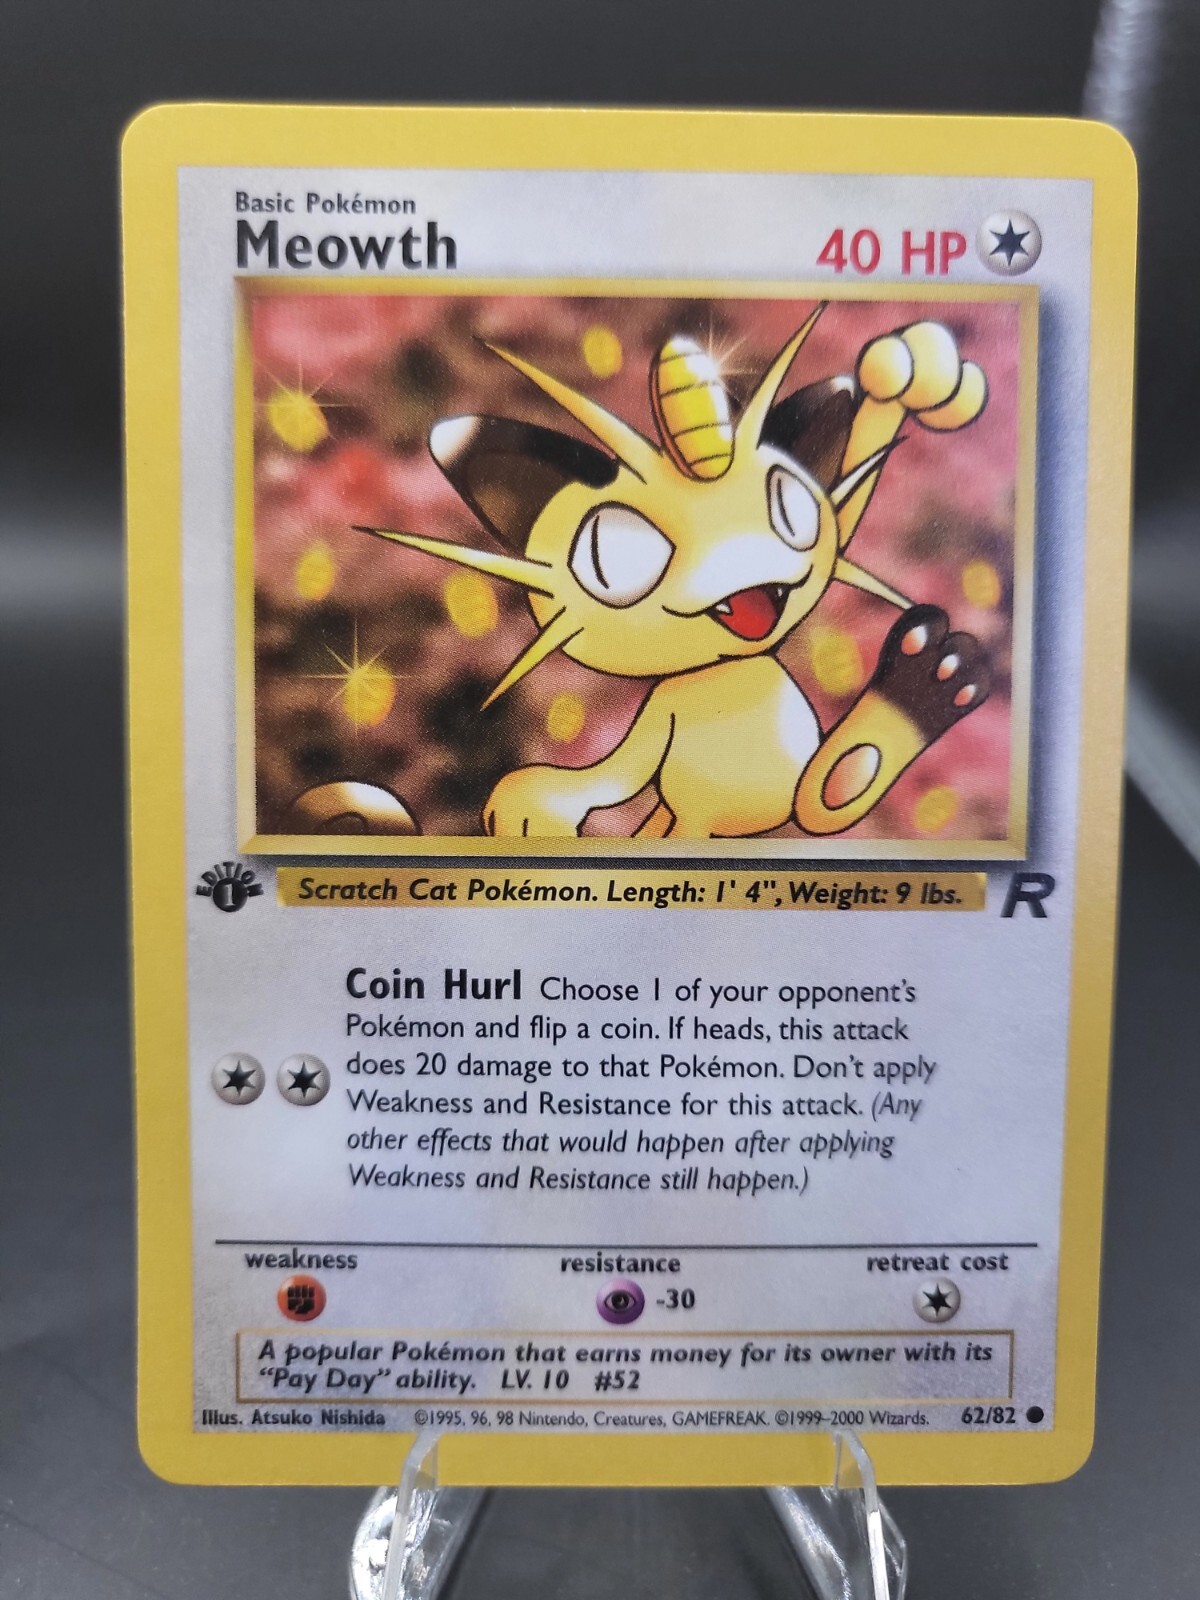 Basic Pokémon
Meowth
40 HP
EDITION
1
Scratch Cat Pokémon. Length: 1' 4", Weight: 9 lbs.
R
Coin Hurl Choose 1 of your opponent's
Pokémon and flip a coin. If heads, this attack
does 20 damage to that Pokémon. Don't apply
Weakness and Resistance for this attack. (Any
other effects that would happen after applying
Weakness and Resistance still happen.)
weakness resistance retreat cost
-30
A popular Pokémon that earns money for its owner with its
“Pay Day” ability. LV. 10 #52
Illus. Atsuko Nishida ©1995, 96, 98 Nintendo, Creatures, GAMEFREAK. ©1999–2000 Wizards. 62/82